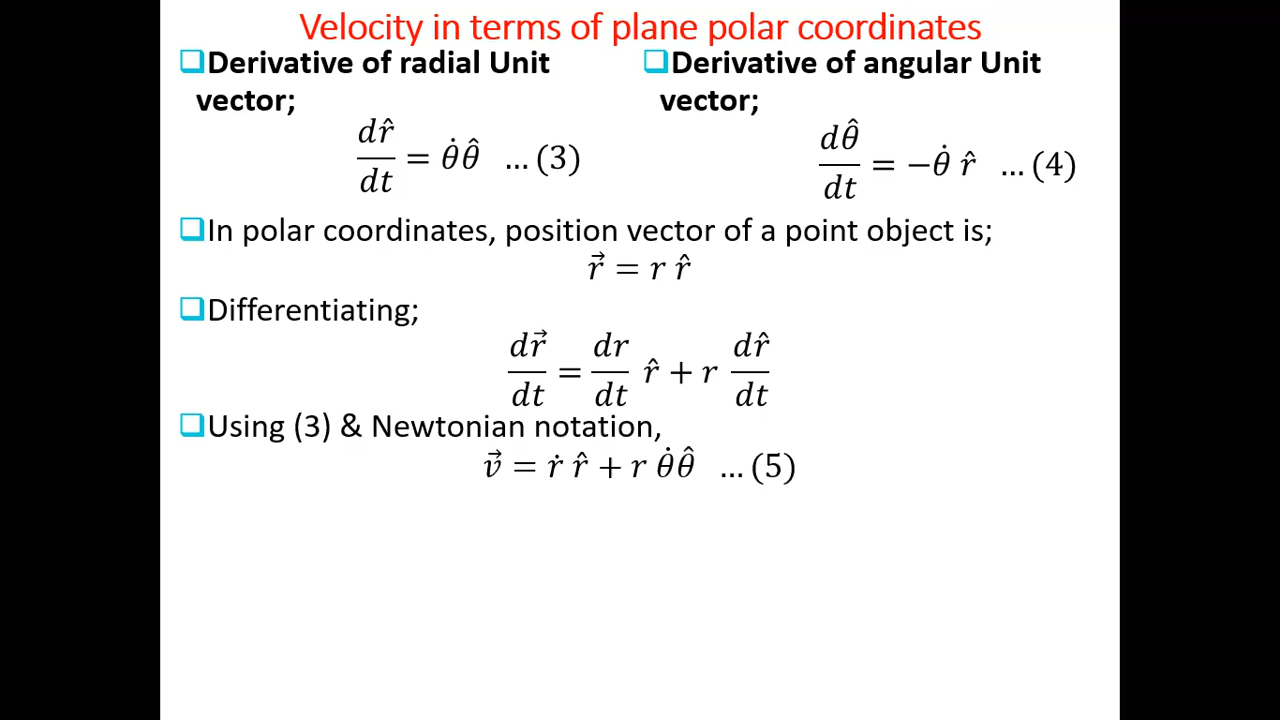 Velocity in terms of plane polar coordinates
❑Derivative of radial Unit vector;
dr̂/dt = θ̇θ̂ … (3)
❑Derivative of angular Unit vector;
dθ̂/dt = −θ̇ r̂ … (4)
❑In polar coordinates, position vector of a point object is;
r⃗ = r r̂
❑Differentiating;
dr⃗/dt = dr/dt r̂ + r dr̂/dt
❑Using (3) & Newtonian notation,
v⃗ = ṙ r̂ + r θ̇θ̂ … (5)